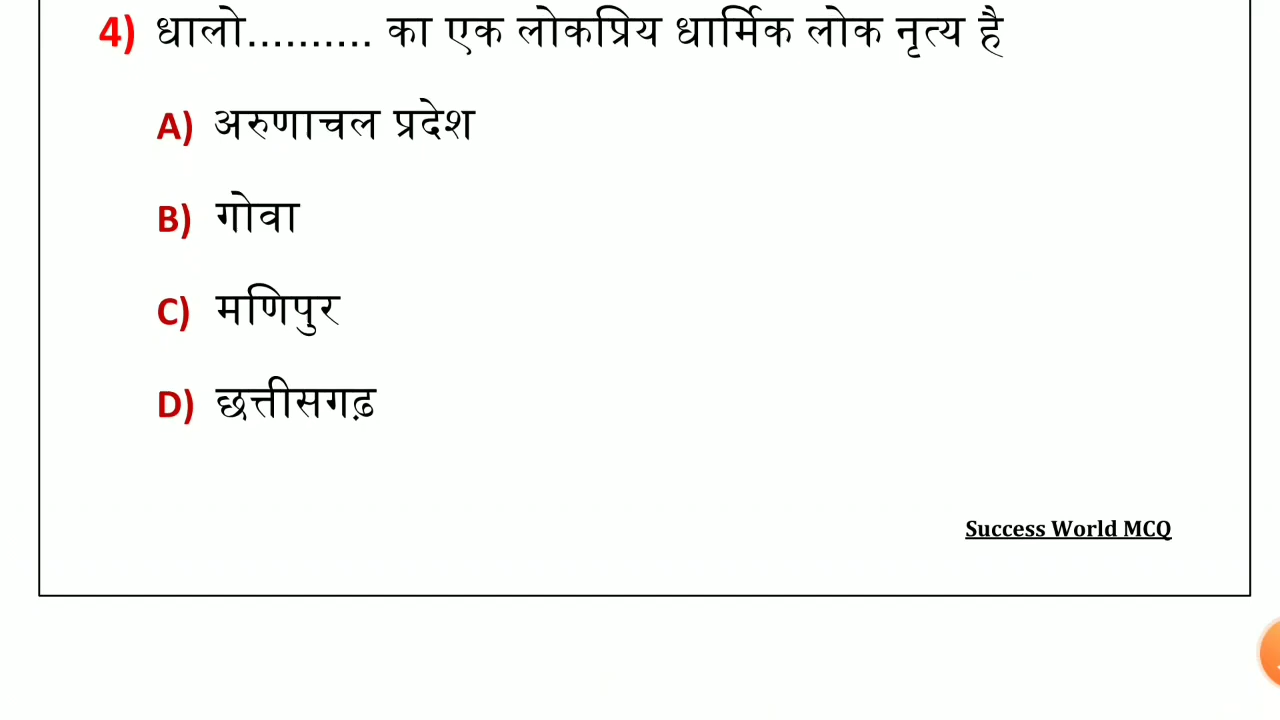 4) धालो.......... का एक लोकप्रिय धार्मिक लोक नृत्य है
A) अरुणाचल प्रदेश
B) गोवा
C) मणिपुर
D) छत्तीसगढ़
Success World MCQ